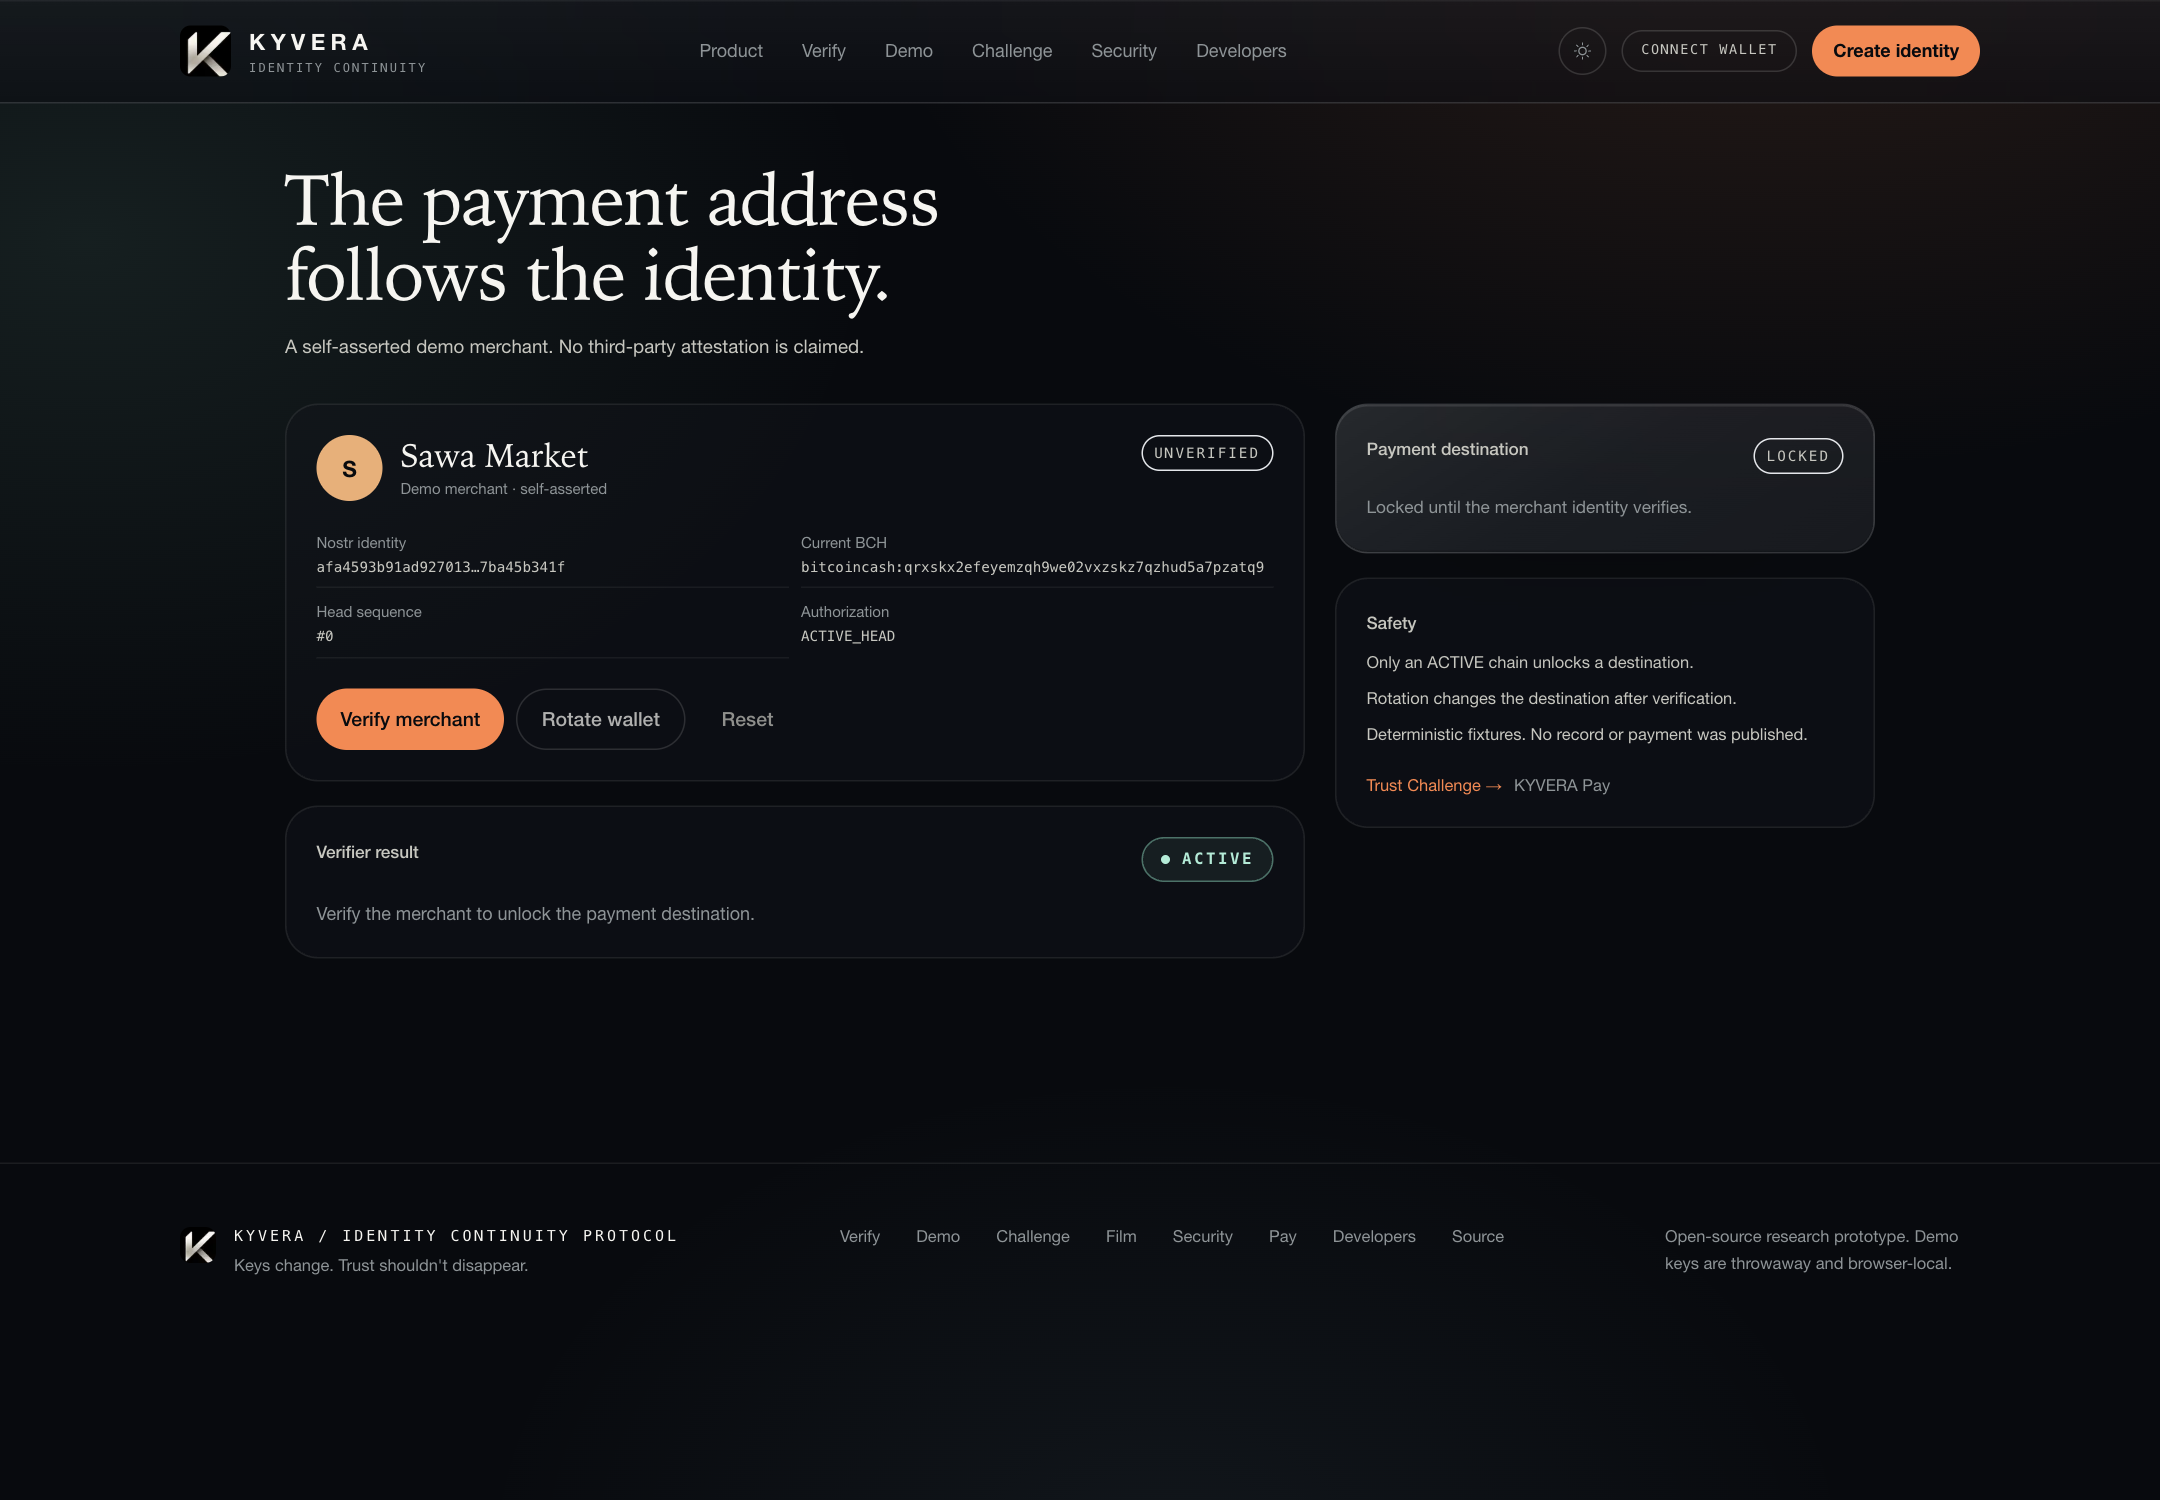 KYVERA
IDENTITY CONTINUITY
Product
Verify
Demo
Challenge
Security
Developers
CONNECT WALLET
Create identity
The payment address
follows the identity.
A self-asserted demo merchant. No third-party attestation is claimed.
S
Sawa Market
Demo merchant · self-asserted
UNVERIFIED
Nostr identity
afa4593b91ad927013…7ba45b341f
Current BCH
bitcoincash:qrxskx2efeyemzqh9we02vxzskz7qzhud5a7pzatq9
Head sequence
#0
Authorization
ACTIVE_HEAD
Verify merchant
Rotate wallet
Reset
Verifier result
ACTIVE
Verify the merchant to unlock the payment destination.
Payment destination
LOCKED
Locked until the merchant identity verifies.
Safety
Only an ACTIVE chain unlocks a destination.
Rotation changes the destination after verification.
Deterministic fixtures. No record or payment was published.
Trust Challenge →
KYVERA Pay
KYVERA / IDENTITY CONTINUITY PROTOCOL
Keys change. Trust shouldn't disappear.
Verify
Demo
Challenge
Film
Security
Pay
Developers
Source
Open-source research prototype. Demo
keys are throwaway and browser-local.